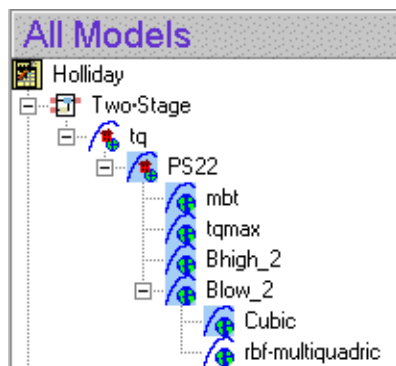 All Models
Holliday
Two-Stage
tq
PS22
mbt
tqmax
Bhigh_2
Blow_2
Cubic
rbf-multiquadric